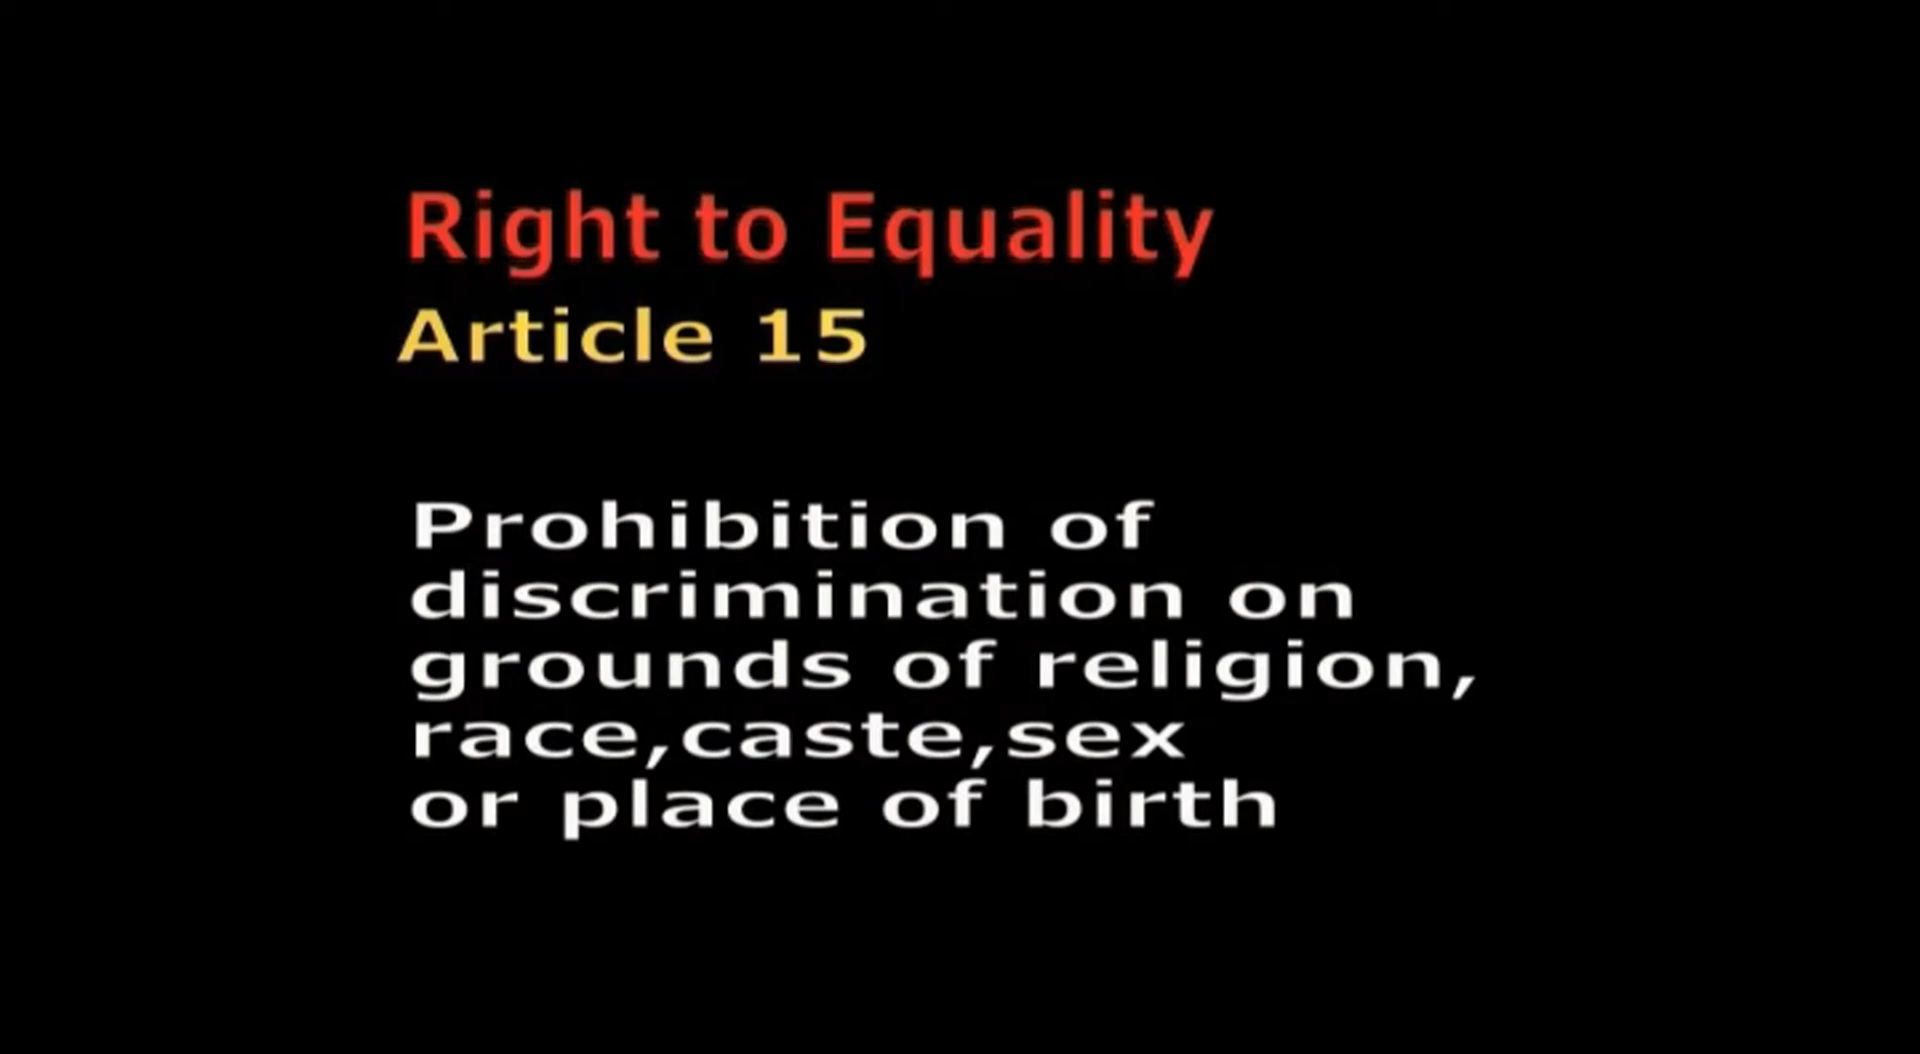 Right to Equality
Article 15
Prohibition of
discrimination on
grounds of religion,
race,caste,sex
or place of birth